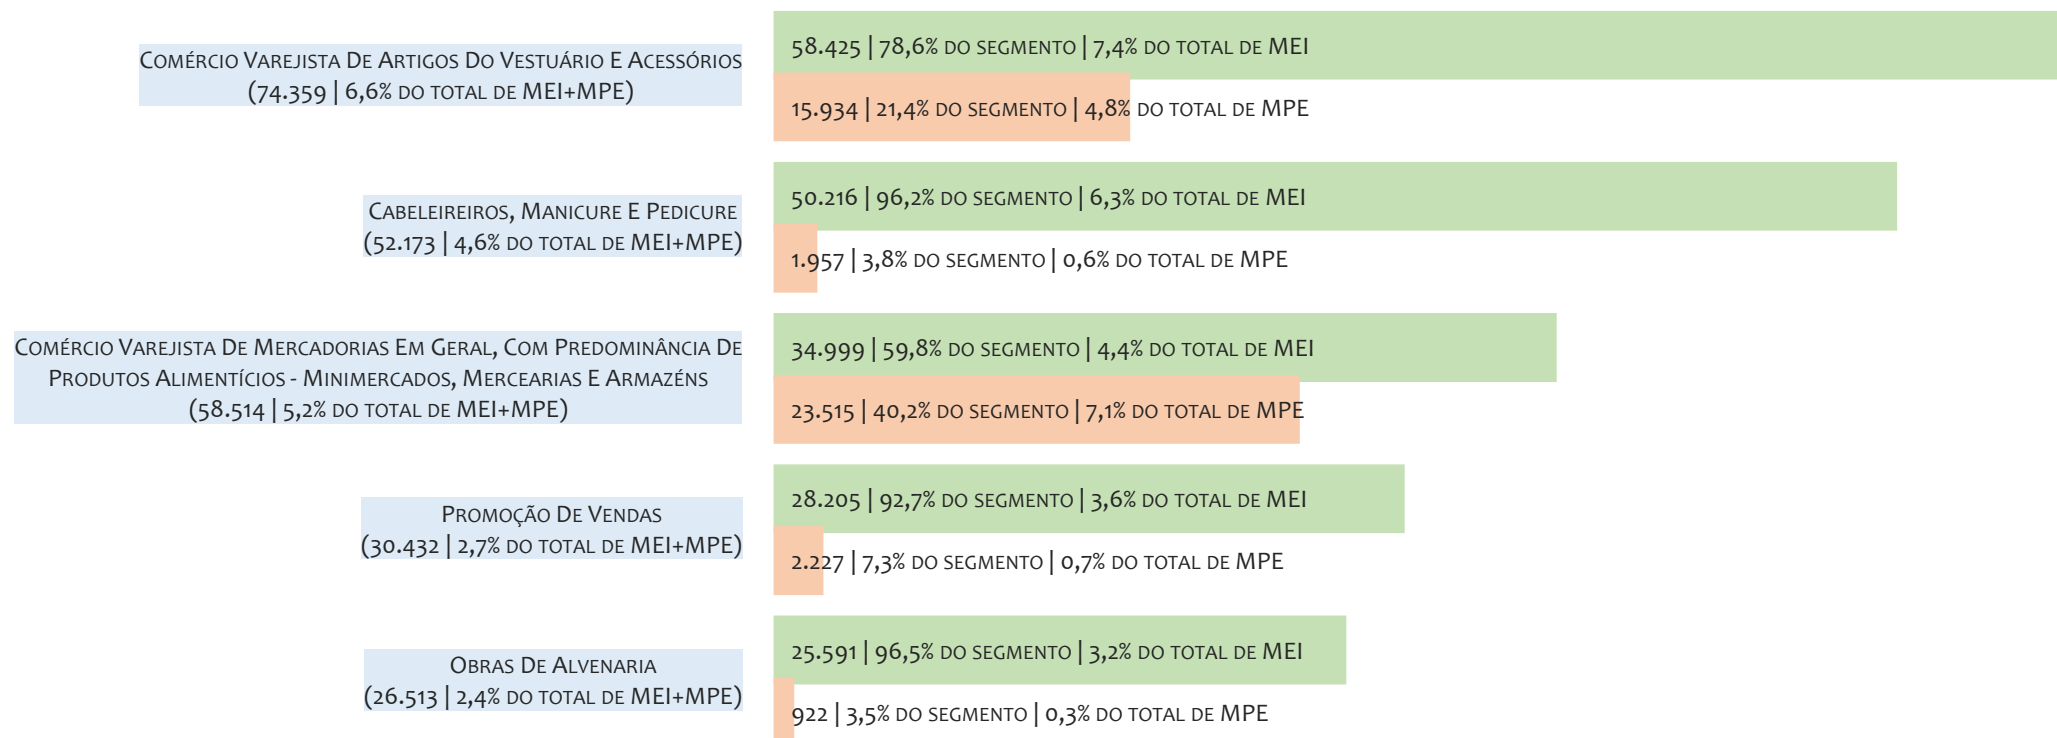 Comércio Varejista De Artigos Do Vestuário E Acessórios
(74.359 | 6,6% do total de MEI+MPE)
58.425 | 78,6% do segmento | 7,4% do total de MEI
15.934 | 21,4% do segmento | 4,8% do total de MPE
Cabeleireiros, Manicure E Pedicure
(52.173 | 4,6% do total de MEI+MPE)
50.216 | 96,2% do segmento | 6,3% do total de MEI
1.957 | 3,8% do segmento | 0,6% do total de MPE
Comércio Varejista De Mercadorias Em Geral, Com Predominância De
Produtos Alimentícios - Minimercados, Mercearias E Armazéns
(58.514 | 5,2% do total de MEI+MPE)
34.999 | 59,8% do segmento | 4,4% do total de MEI
23.515 | 40,2% do segmento | 7,1% do total de MPE
Promoção De Vendas
(30.432 | 2,7% do total de MEI+MPE)
28.205 | 92,7% do segmento | 3,6% do total de MEI
2.227 | 7,3% do segmento | 0,7% do total de MPE
Obras De Alvenaria
(26.513 | 2,4% do total de MEI+MPE)
25.591 | 96,5% do segmento | 3,2% do total de MEI
922 | 3,5% do segmento | 0,3% do total de MPE